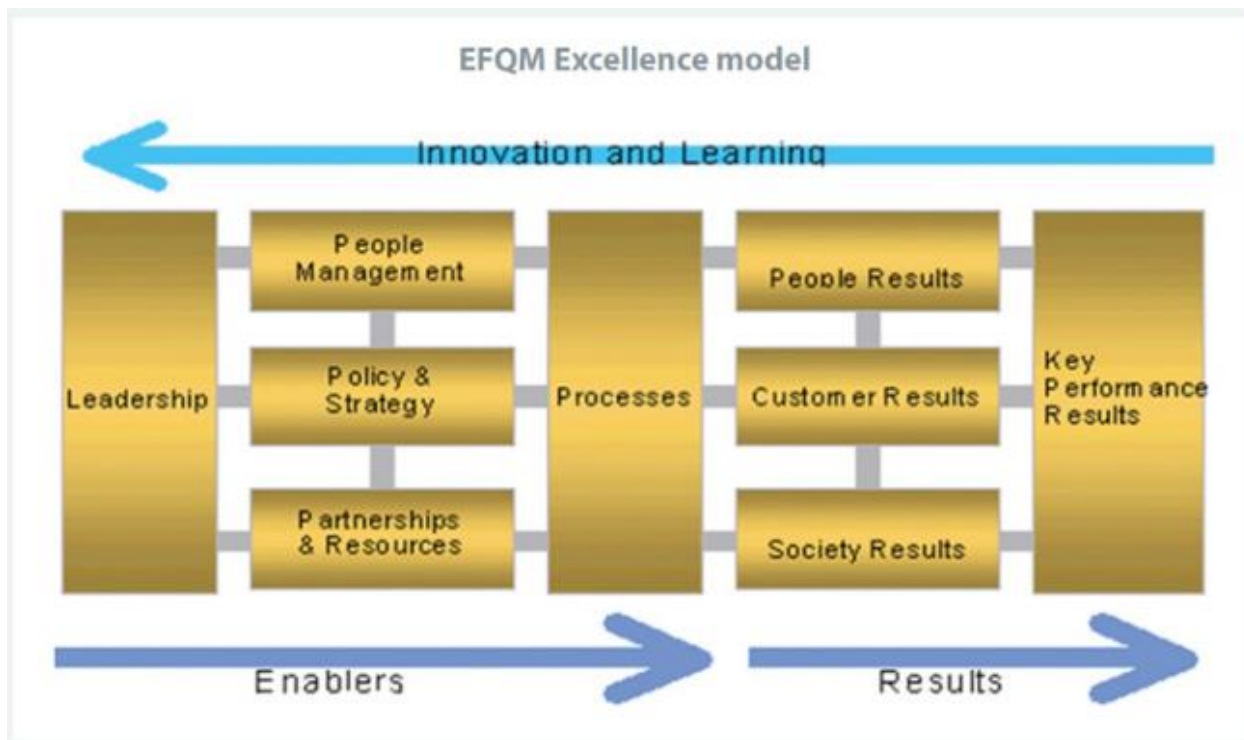 EFQM Excellence model
Innovation and Learning
Leadership
People
Management
Policy &
Strategy
Partnerships
& Resources
Processes
People Results
Customer Results
Society Results
Key
Performance
Results
Enablers
Results